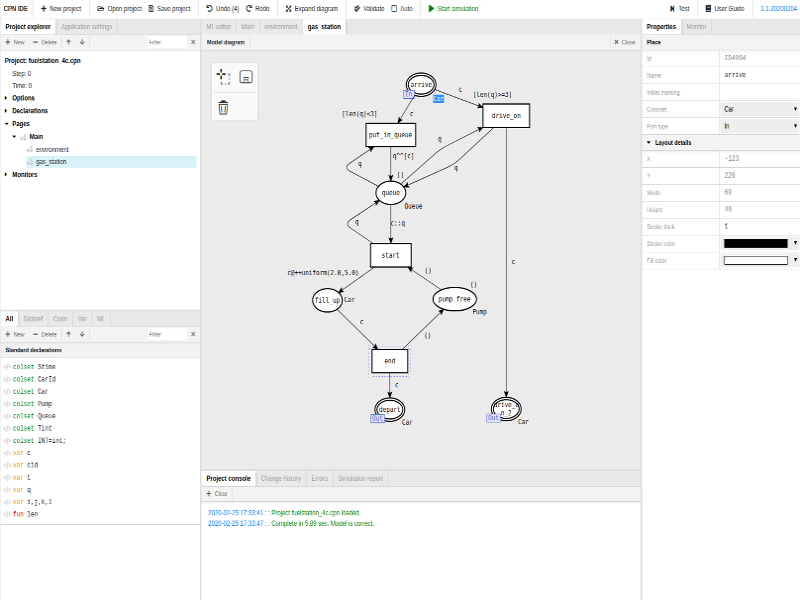 CPN IDE
New project
Open project
Save project
Undo (4)
Redo
Expand diagram
Validate
Auto
Start simulation
Test
User Guide
1.1.20200204
Project explorer
Application settings
New
Delete
Filter
Project: fuelstation_4c.cpn
Step: 0
Time: 0
Options
Declarations
Pages
Main
environment
gas_station
Monitors
All
Globref
Color
Var
ML
New
Delete
Filter
Standard declarations
colset Stime
colset CarId
colset Car
colset Pump
colset Queue
colset Tint
colset INT=int;
var c
var cid
var t
var q
fun len
ML editor
Main
environment
gas_station
Model diagram
Close
arrive
In
Car
c
[len(q)>=3]
drive_on
[len(q)<3]
c
put_in_queue
q^^[c]
q
[]
q
q
queue
Queue
q
c::q
start
c
c@++uniform(2.0,5.0)
()
fill_up
Car
()
pump_free
Pump
c
()
end
c
depart
Out
Car
Out
Car
Project console
Change history
Errors
Simulation report
Clear
2020-02-25 17:33:41 : : Project fuelstation_4c.cpn loaded.
2020-02-25 17:33:47 : : Complete in 5.89 sec. Model is correct.
Properties
Monitor
Place
Id
ID4994
Name
arrive
Initial marking
Colorset
Car
Port type
In
Layout details
X
-123
Y
226
Width
60
height
40
Stroke thick
1
Stroke color
Fill color